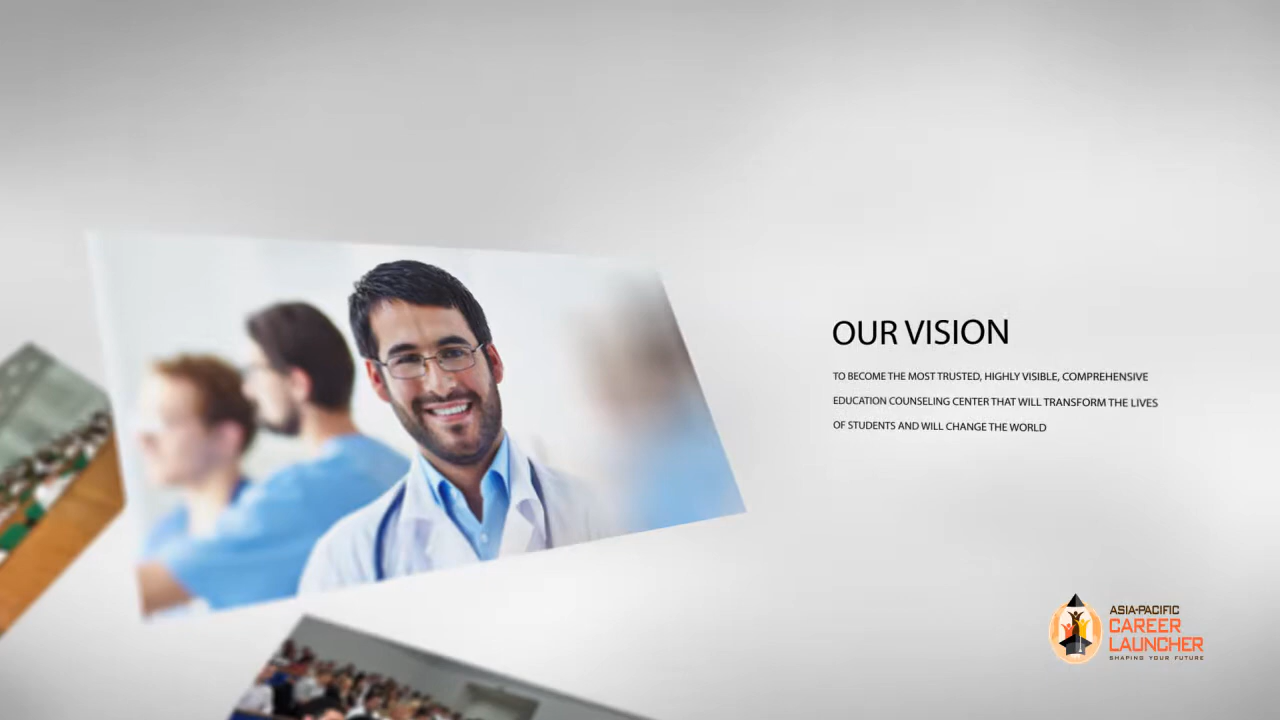 OUR VISION
TO BECOME THE MOST TRUSTED, HIGHLY VISIBLE, COMPREHENSIVE
EDUCATION COUNSELING CENTER THAT WILL TRANSFORM THE LIVES
OF STUDENTS AND WILL CHANGE THE WORLD
ASIA-PACIFIC
CAREER
LAUNCHER
SHAPING YOUR FUTURE